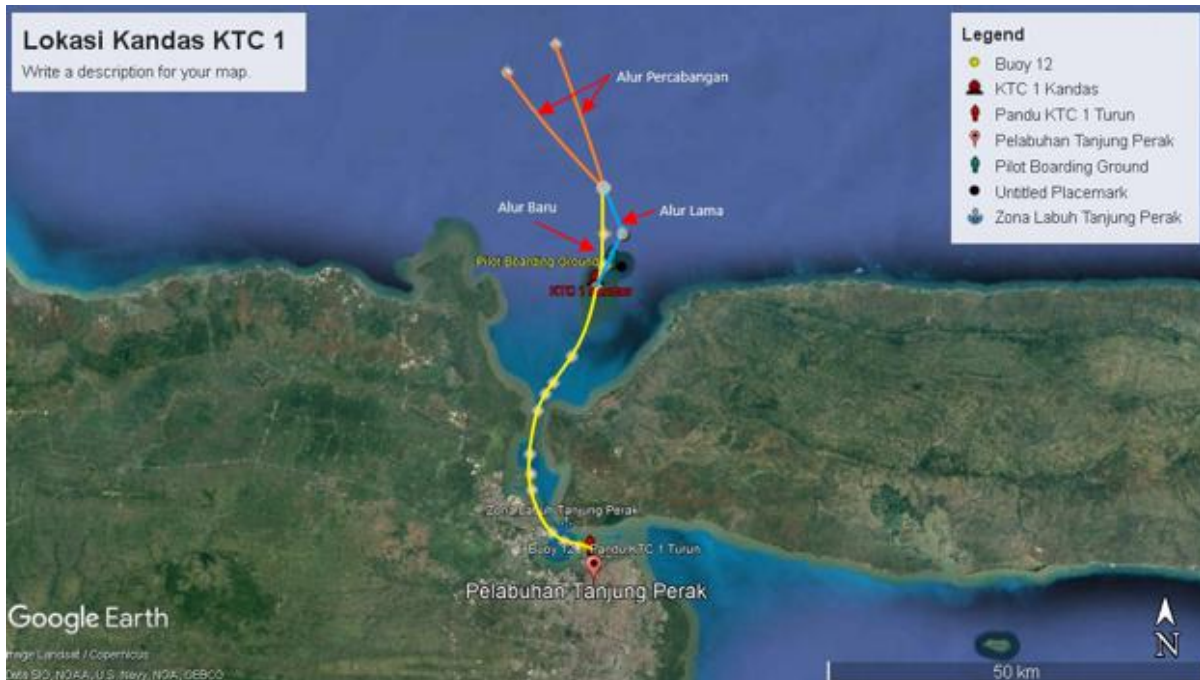 Lokasi Kandas KTC 1
Write a description for your map.
Legend
Buoy 12
KTC 1 Kandas
Pandu KTC 1 Turun
Pelabuhan Tanjung Perak
Pilot Boarding Ground
Untitled Placemark
Zona Labuh Tanjung Perak
Alur Percabangan
Alur Baru
Alur Lama
Pilot Boarding Ground
KTC 1 Kandas
Zona Labuh Tanjung Perak
Buoy 12
Pandu KTC 1 Turun
Pelabuhan Tanjung Perak
Google Earth
Image Landsat / Copernicus
Data SIO, NOAA, U.S. Navy, NGA, GEBCO
50 km
N